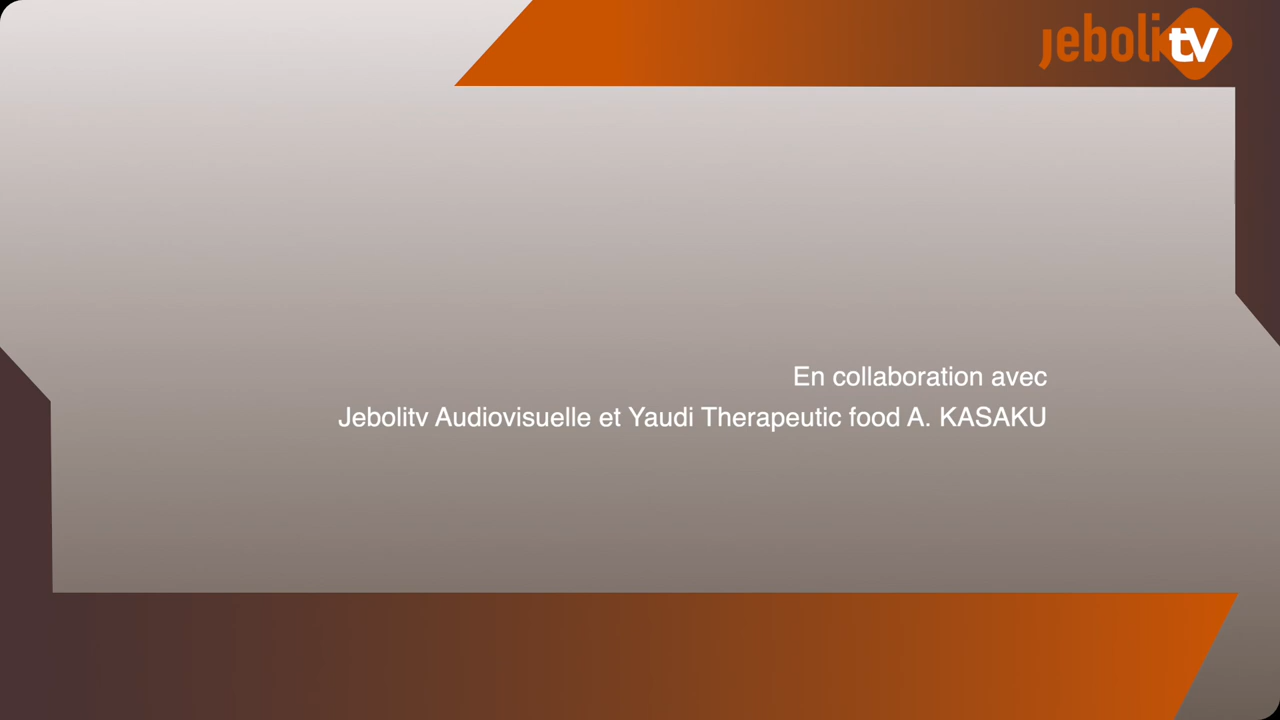 jebolitv
En collaboration avec
Jebolitv Audiovisuelle et Yaudi Therapeutic food A. KASAKU